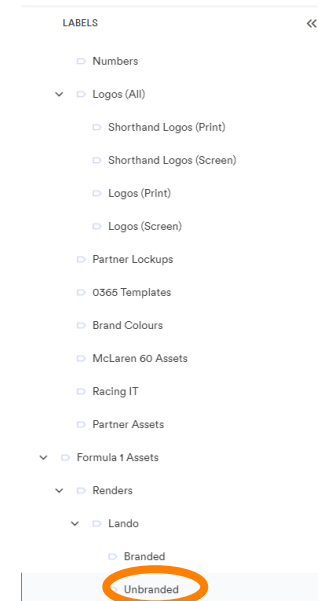 LABELS
Numbers
Logos (All)
Shorthand Logos (Print)
Shorthand Logos (Screen)
Logos (Print)
Logos (Screen)
Partner Lockups
0365 Templates
Brand Colours
McLaren 60 Assets
Racing IT
Partner Assets
Formula 1 Assets
Renders
Lando
Branded
Unbranded